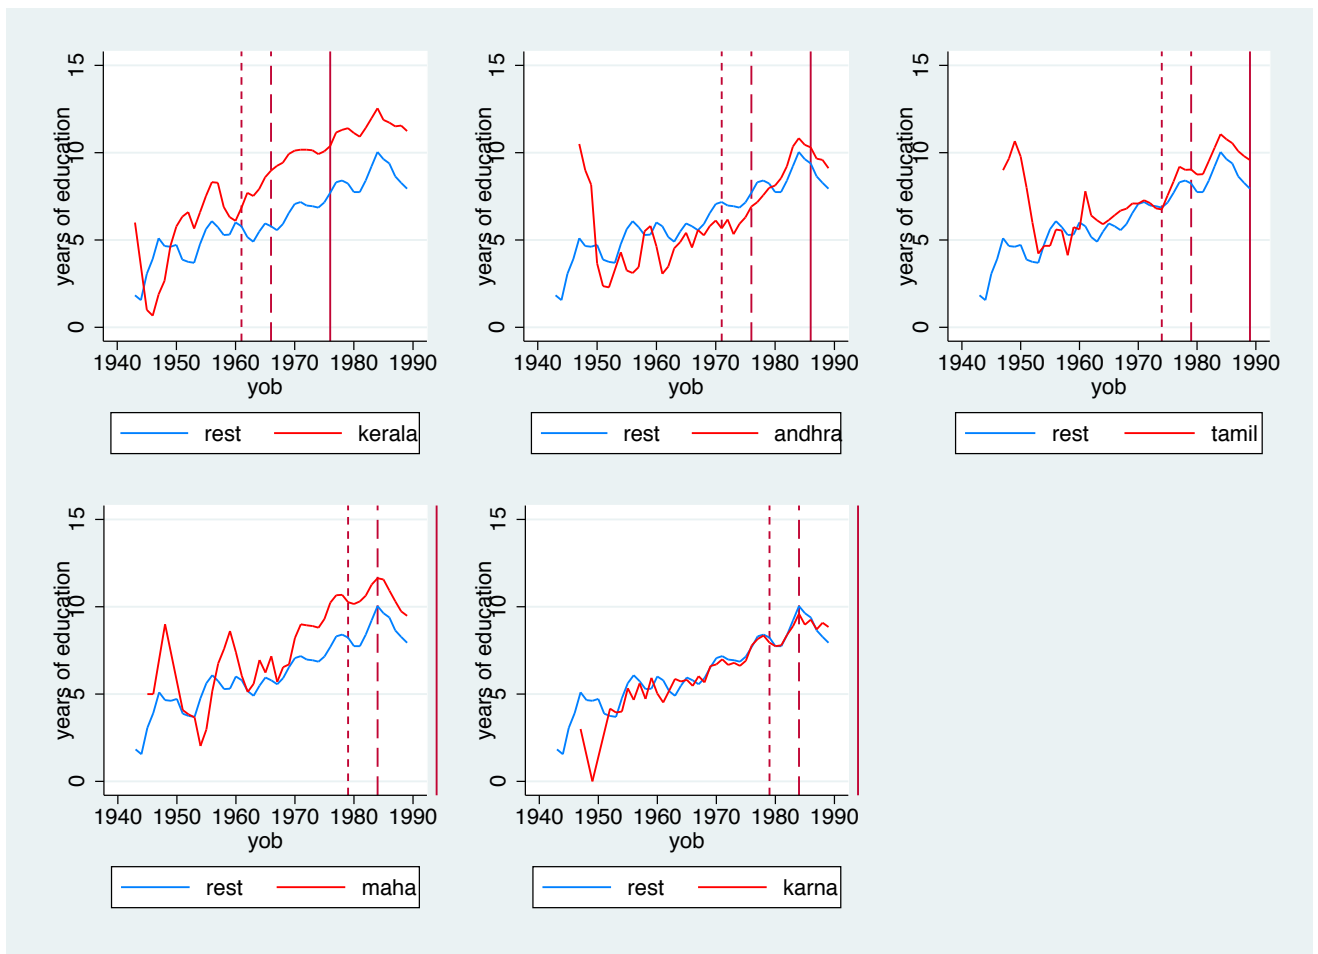 years of education
15
10
5
0
1940 1950 1960 1970 1980 1990
yob
rest kerala
years of education
15
10
5
0
1940 1950 1960 1970 1980 1990
yob
rest andhra
years of education
15
10
5
0
1940 1950 1960 1970 1980 1990
yob
rest tamil
years of education
15
10
5
0
1940 1950 1960 1970 1980 1990
yob
rest maha
years of education
15
10
5
0
1940 1950 1960 1970 1980 1990
yob
rest karna